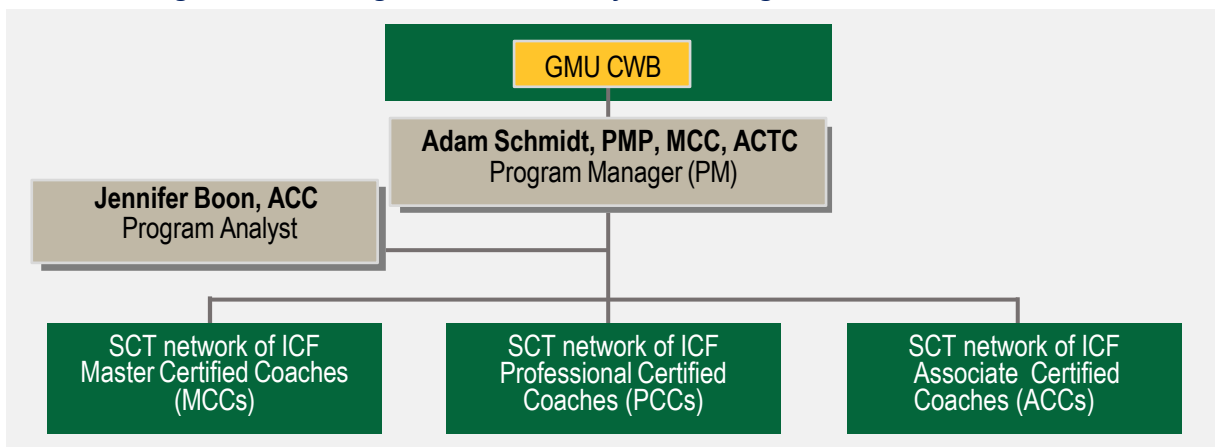 GMU CWB
Adam Schmidt, PMP, MCC, ACTC
Program Manager (PM)
Jennifer Boon, ACC
Program Analyst
SCT network of ICF
Master Certified Coaches
(MCCs)
SCT network of ICF
Professional Certified
Coaches (PCCs)
SCT network of ICF
Associate Certified
Coaches (ACCs)